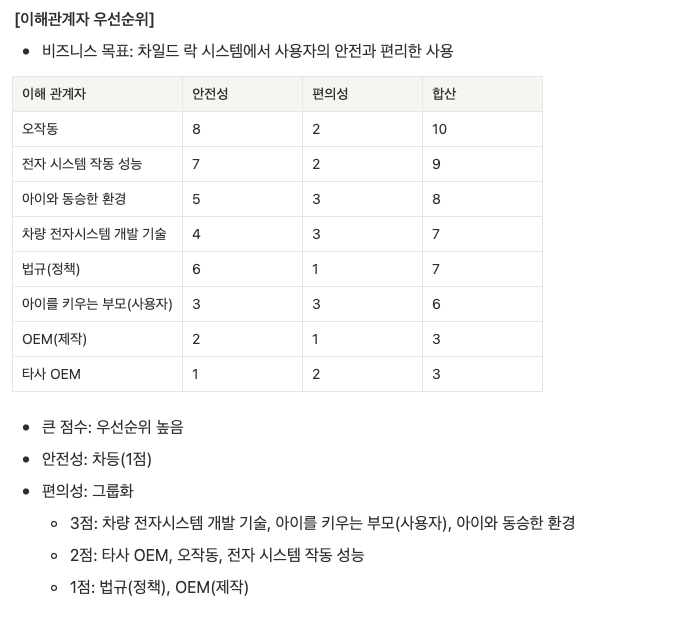 [이해관계자 우선순위]
비즈니스 목표: 차일드 락 시스템에서 사용자의 안전과 편리한 사용
이해 관계자 안전성 편의성 합산
오작동 8 2 10
전자 시스템 작동 성능 7 2 9
아이와 동승한 환경 5 3 8
차량 전자시스템 개발 기술 4 3 7
법규(정책) 6 1 7
아이를 키우는 부모(사용자) 3 3 6
OEM(제작) 2 1 3
타사 OEM 1 2 3
큰 점수: 우선순위 높음
안전성: 차등(1점)
편의성: 그룹화
3점: 차량 전자시스템 개발 기술, 아이를 키우는 부모(사용자), 아이와 동승한 환경
2점: 타사 OEM, 오작동, 전자 시스템 작동 성능
1점: 법규(정책), OEM(제작)